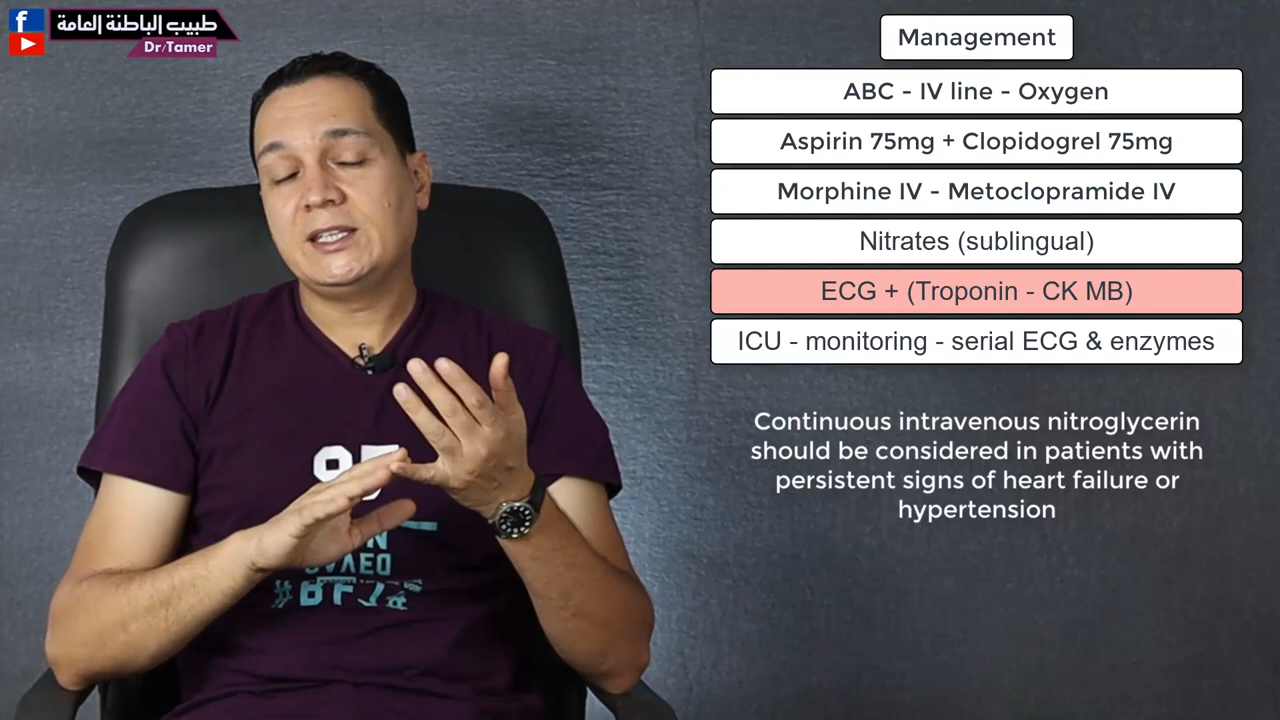 طبيب الباطنة العامة
Dr/Tamer
Management
ABC - IV line - Oxygen
Aspirin 75mg + Clopidogrel 75mg
Morphine IV - Metoclopramide IV
Nitrates (sublingual)
ECG + (Troponin - CK MB)
ICU - monitoring - serial ECG & enzymes
Continuous intravenous nitroglycerin
should be considered in patients with
persistent signs of heart failure or
hypertension